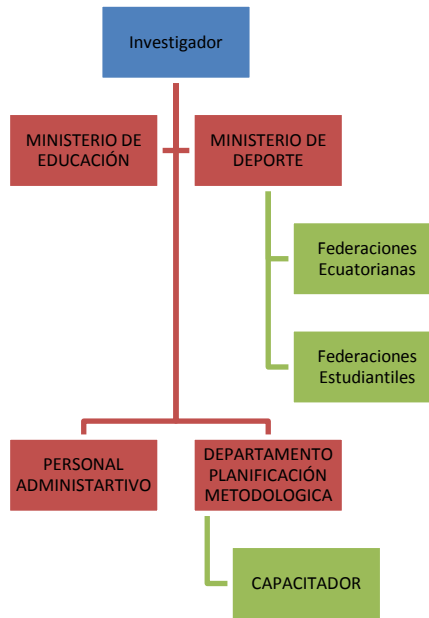 Investigador
MINISTERIO DE
EDUCACIÓN
MINISTERIO DE
DEPORTE
Federaciones
Ecuatorianas
Federaciones
Estudiantiles
PERSONAL
ADMINISTARTIVO
DEPARTAMENTO
PLANIFICACIÓN
METODOLOGICA
CAPACITADOR